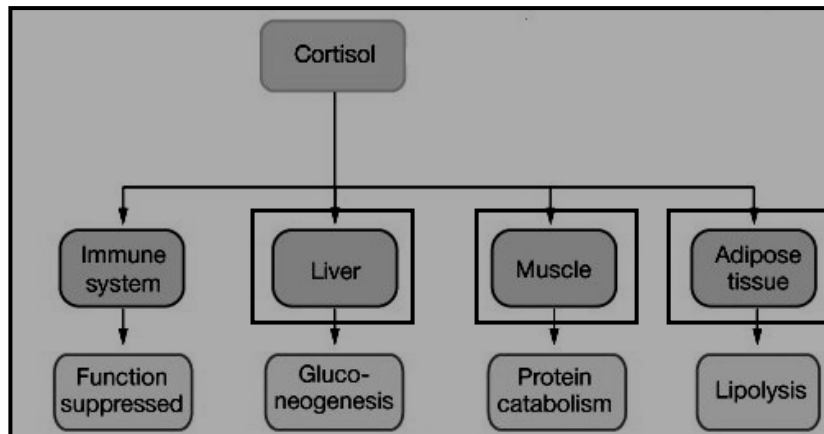 Cortisol
Immune
system
Liver
Muscle
Adipose
tissue
Function
suppressed
Gluco-
neogenesis
Protein
catabolism
Lipolysis